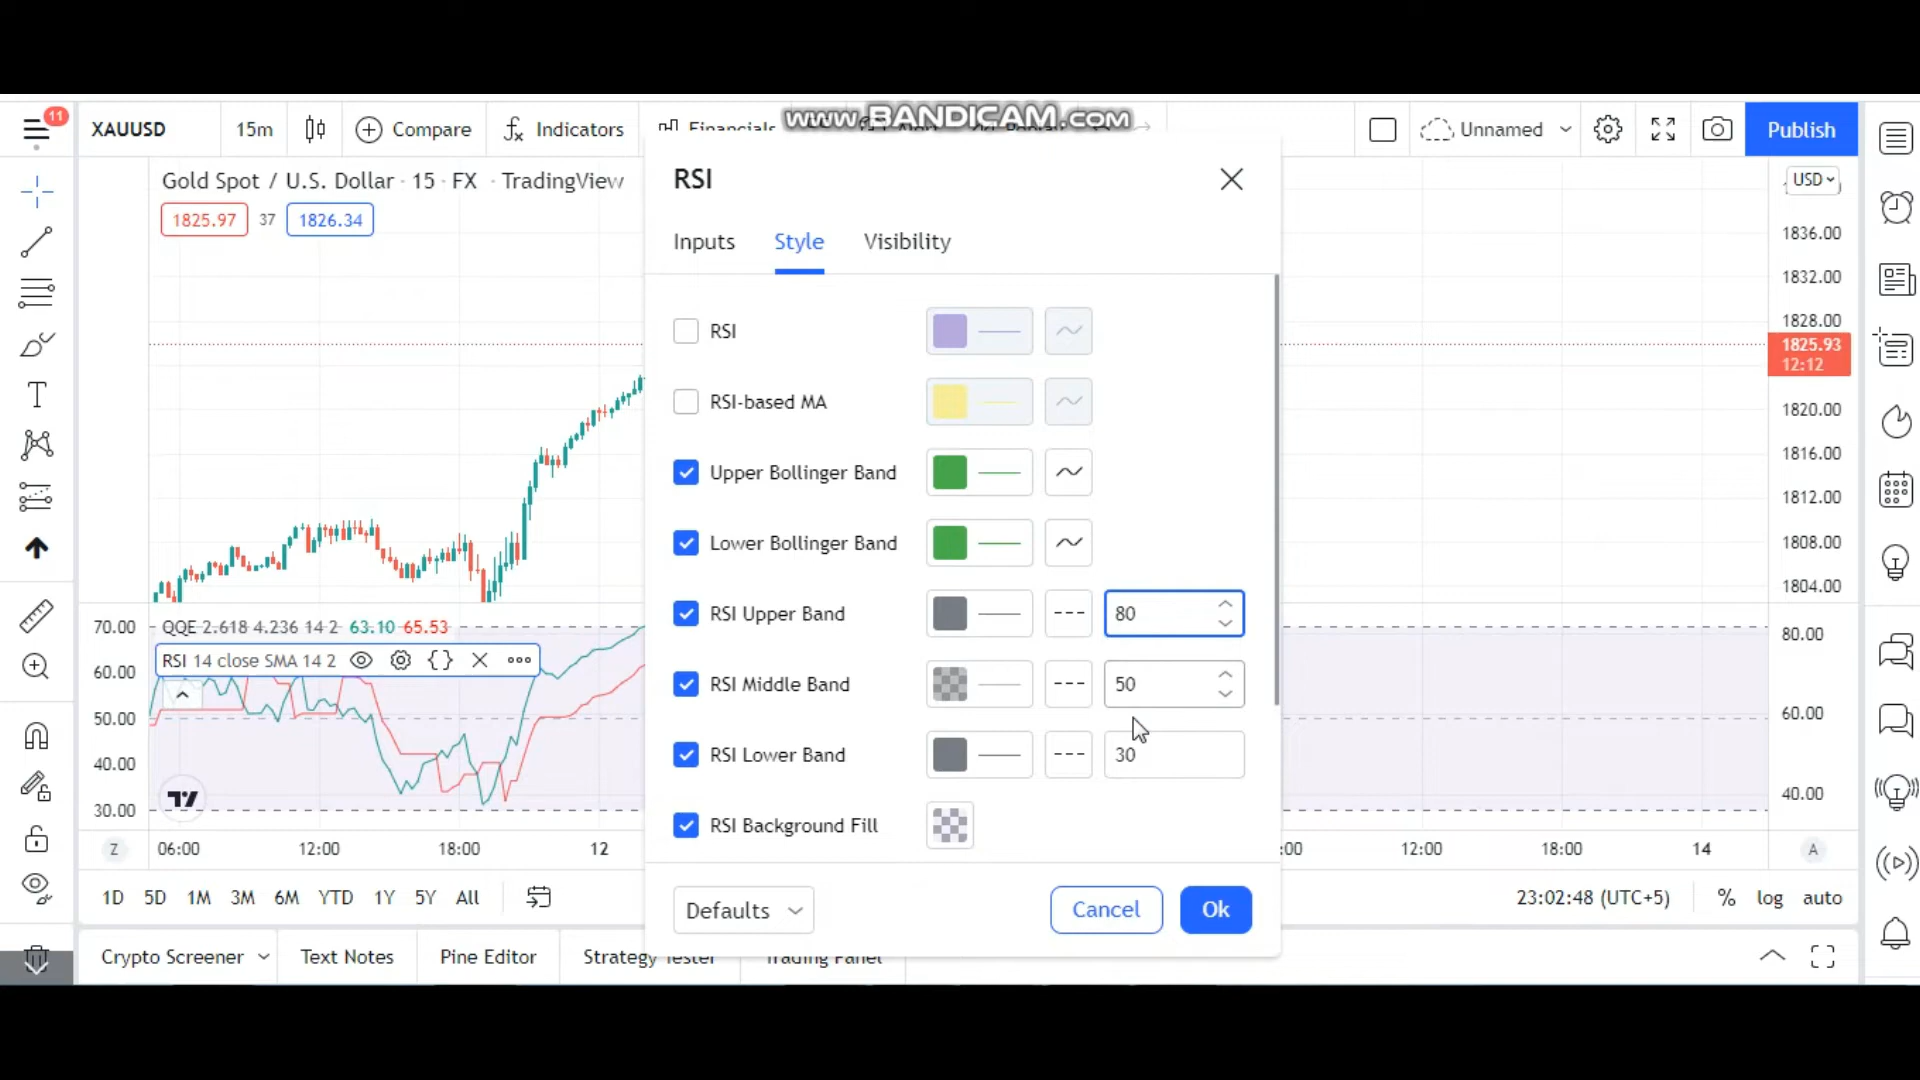 www.BANDICAM.com
11
XAUUSD
15m
Compare
Indicators
Financials
Unnamed
Publish
Gold Spot / U.S. Dollar · 15 · FX · TradingView
USD
1825.97
37
1826.34
RSI
Inputs
Style
Visibility
RSI
RSI-based MA
Upper Bollinger Band
Lower Bollinger Band
RSI Upper Band
80
RSI Middle Band
50
RSI Lower Band
30
RSI Background Fill
Defaults
Cancel
Ok
1836.00
1832.00
1828.00
1825.93
12:12
1820.00
1816.00
1812.00
1808.00
1804.00
80.00
60.00
40.00
70.00
60.00
50.00
40.00
30.00
QQE 2.618 4.236 14 2 63.10 65.53
RSI 14 close SMA 14 2
Z
06:00
12:00
18:00
12
:00
12:00
18:00
14
A
1D
5D
1M
3M
6M
YTD
1Y
5Y
All
23:02:48 (UTC+5)
%
log
auto
Crypto Screener
Text Notes
Pine Editor
Strategy Tester
Trading Panel